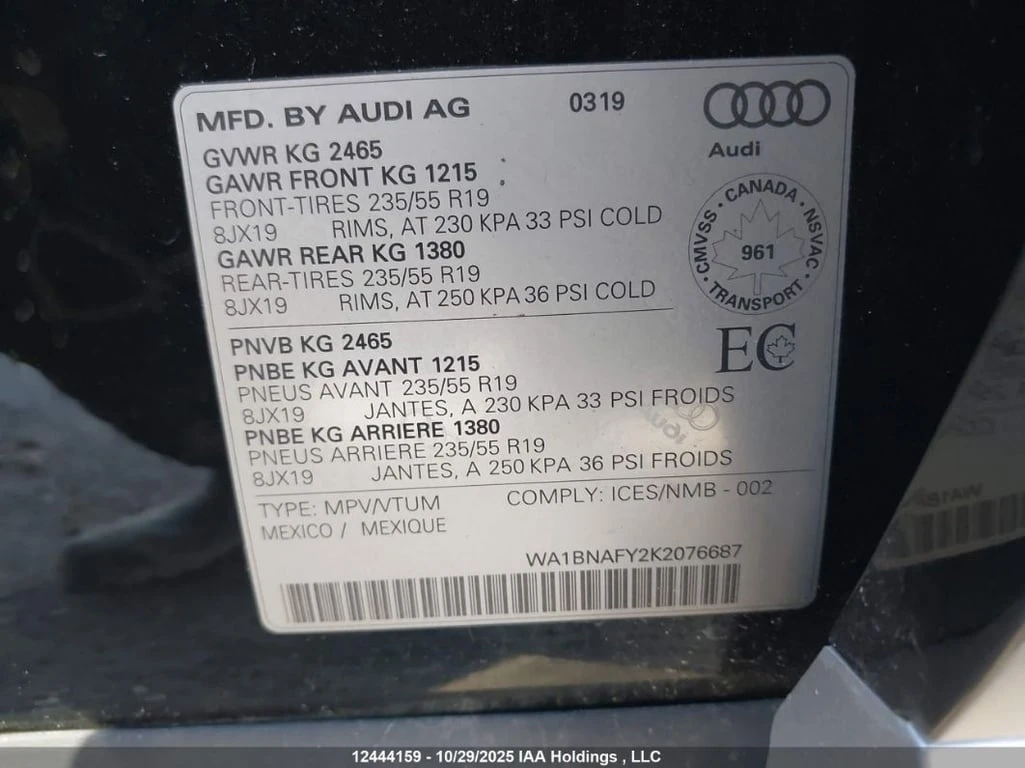 MFD. BY AUDI AG 0319
Audi
GVWR KG 2465
GAWR FRONT KG 1215
FRONT-TIRES 235/55 R19
8JX19 RIMS, AT 230 KPA 33 PSI COLD
GAWR REAR KG 1380
REAR-TIRES 235/55 R19
8JX19 RIMS, AT 250 KPA 36 PSI COLD
CANADA · NSVAC · TRANSPORT · CMVSS ·
961
EC
PNVB KG 2465
PNBE KG AVANT 1215
PNEUS AVANT 235/55 R19
8JX19 JANTES, A 230 KPA 33 PSI FROIDS
PNBE KG ARRIERE 1380
PNEUS ARRIERE 235/55 R19
8JX19 JANTES, A 250 KPA 36 PSI FROIDS
Audi
TYPE: MPV/VTUM COMPLY: ICES/NMB - 002
MEXICO / MEXIQUE
WA1BNAFY2K2076687
12444159 - 10/29/2025 IAA Holdings , LLC